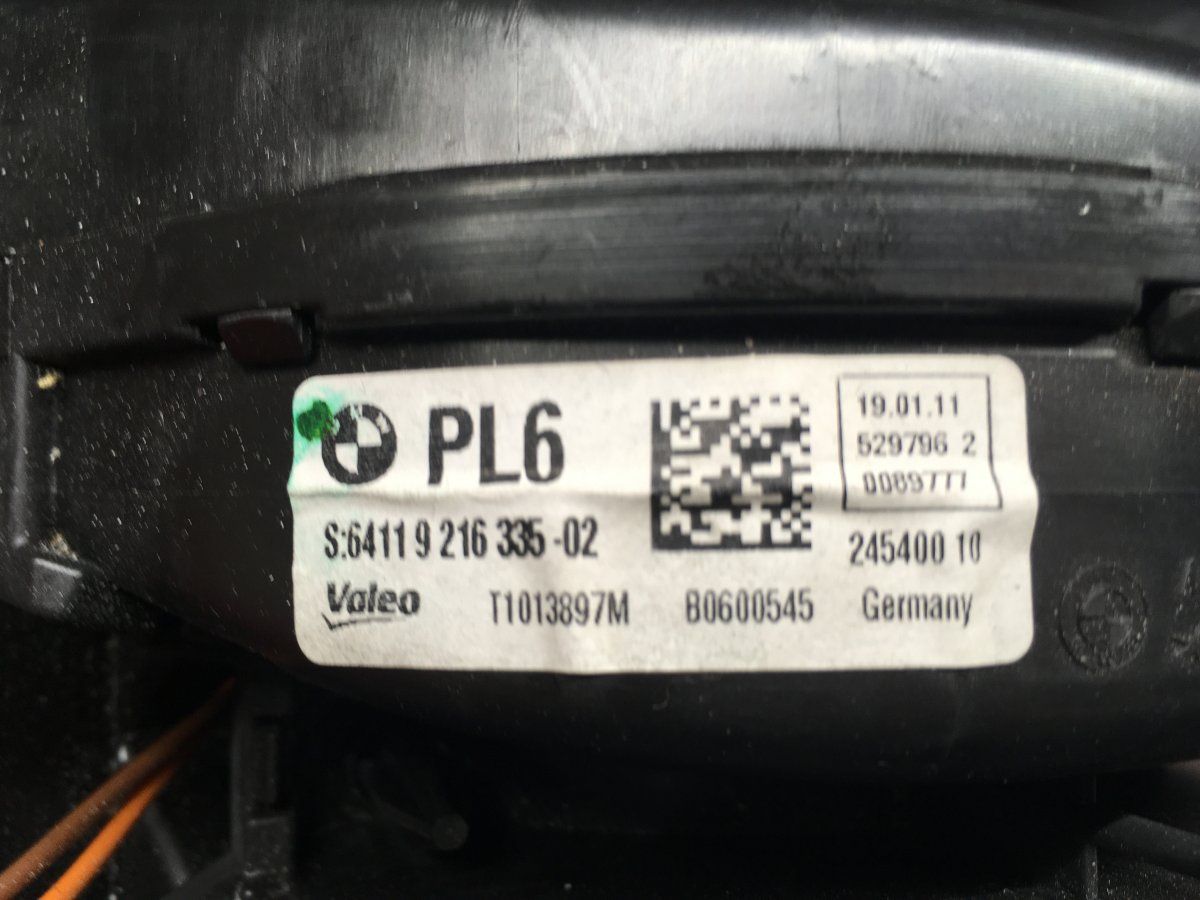 PL6
19.01.11
529796 2
0089777
S:6411 9 216 335 -02
245400 10
Valeo
T1013897M
B0600545
Germany